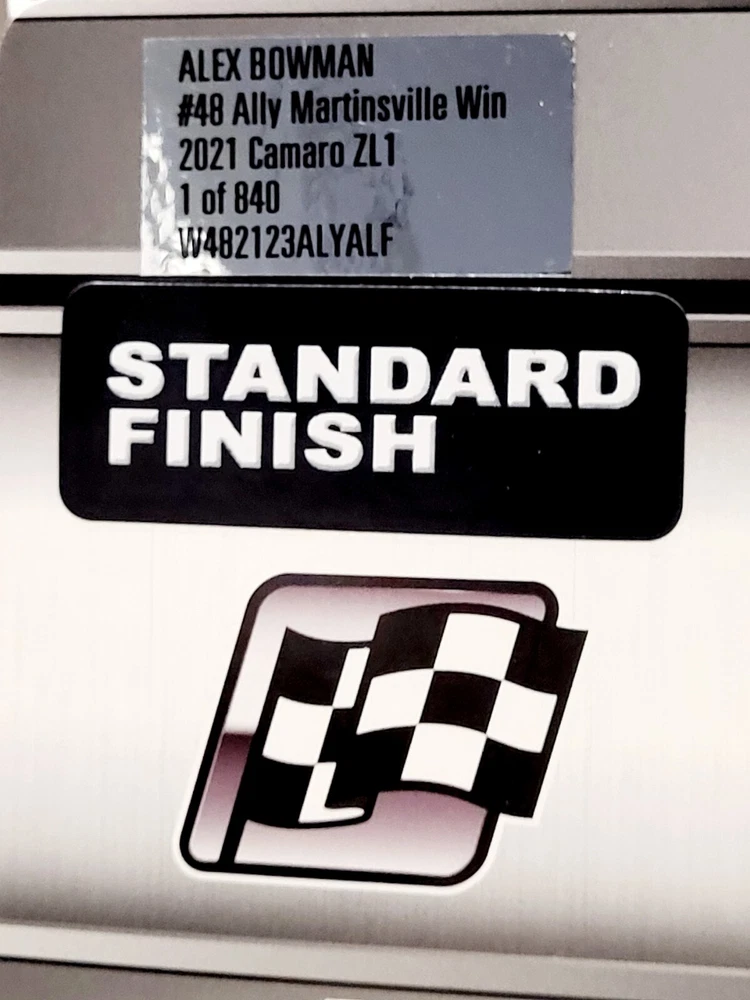 ALEX BOWMAN
#48 Ally Martinsville Win
2021 Camaro ZL1
1 of 840
W482123ALYALF
STANDARD
FINISH